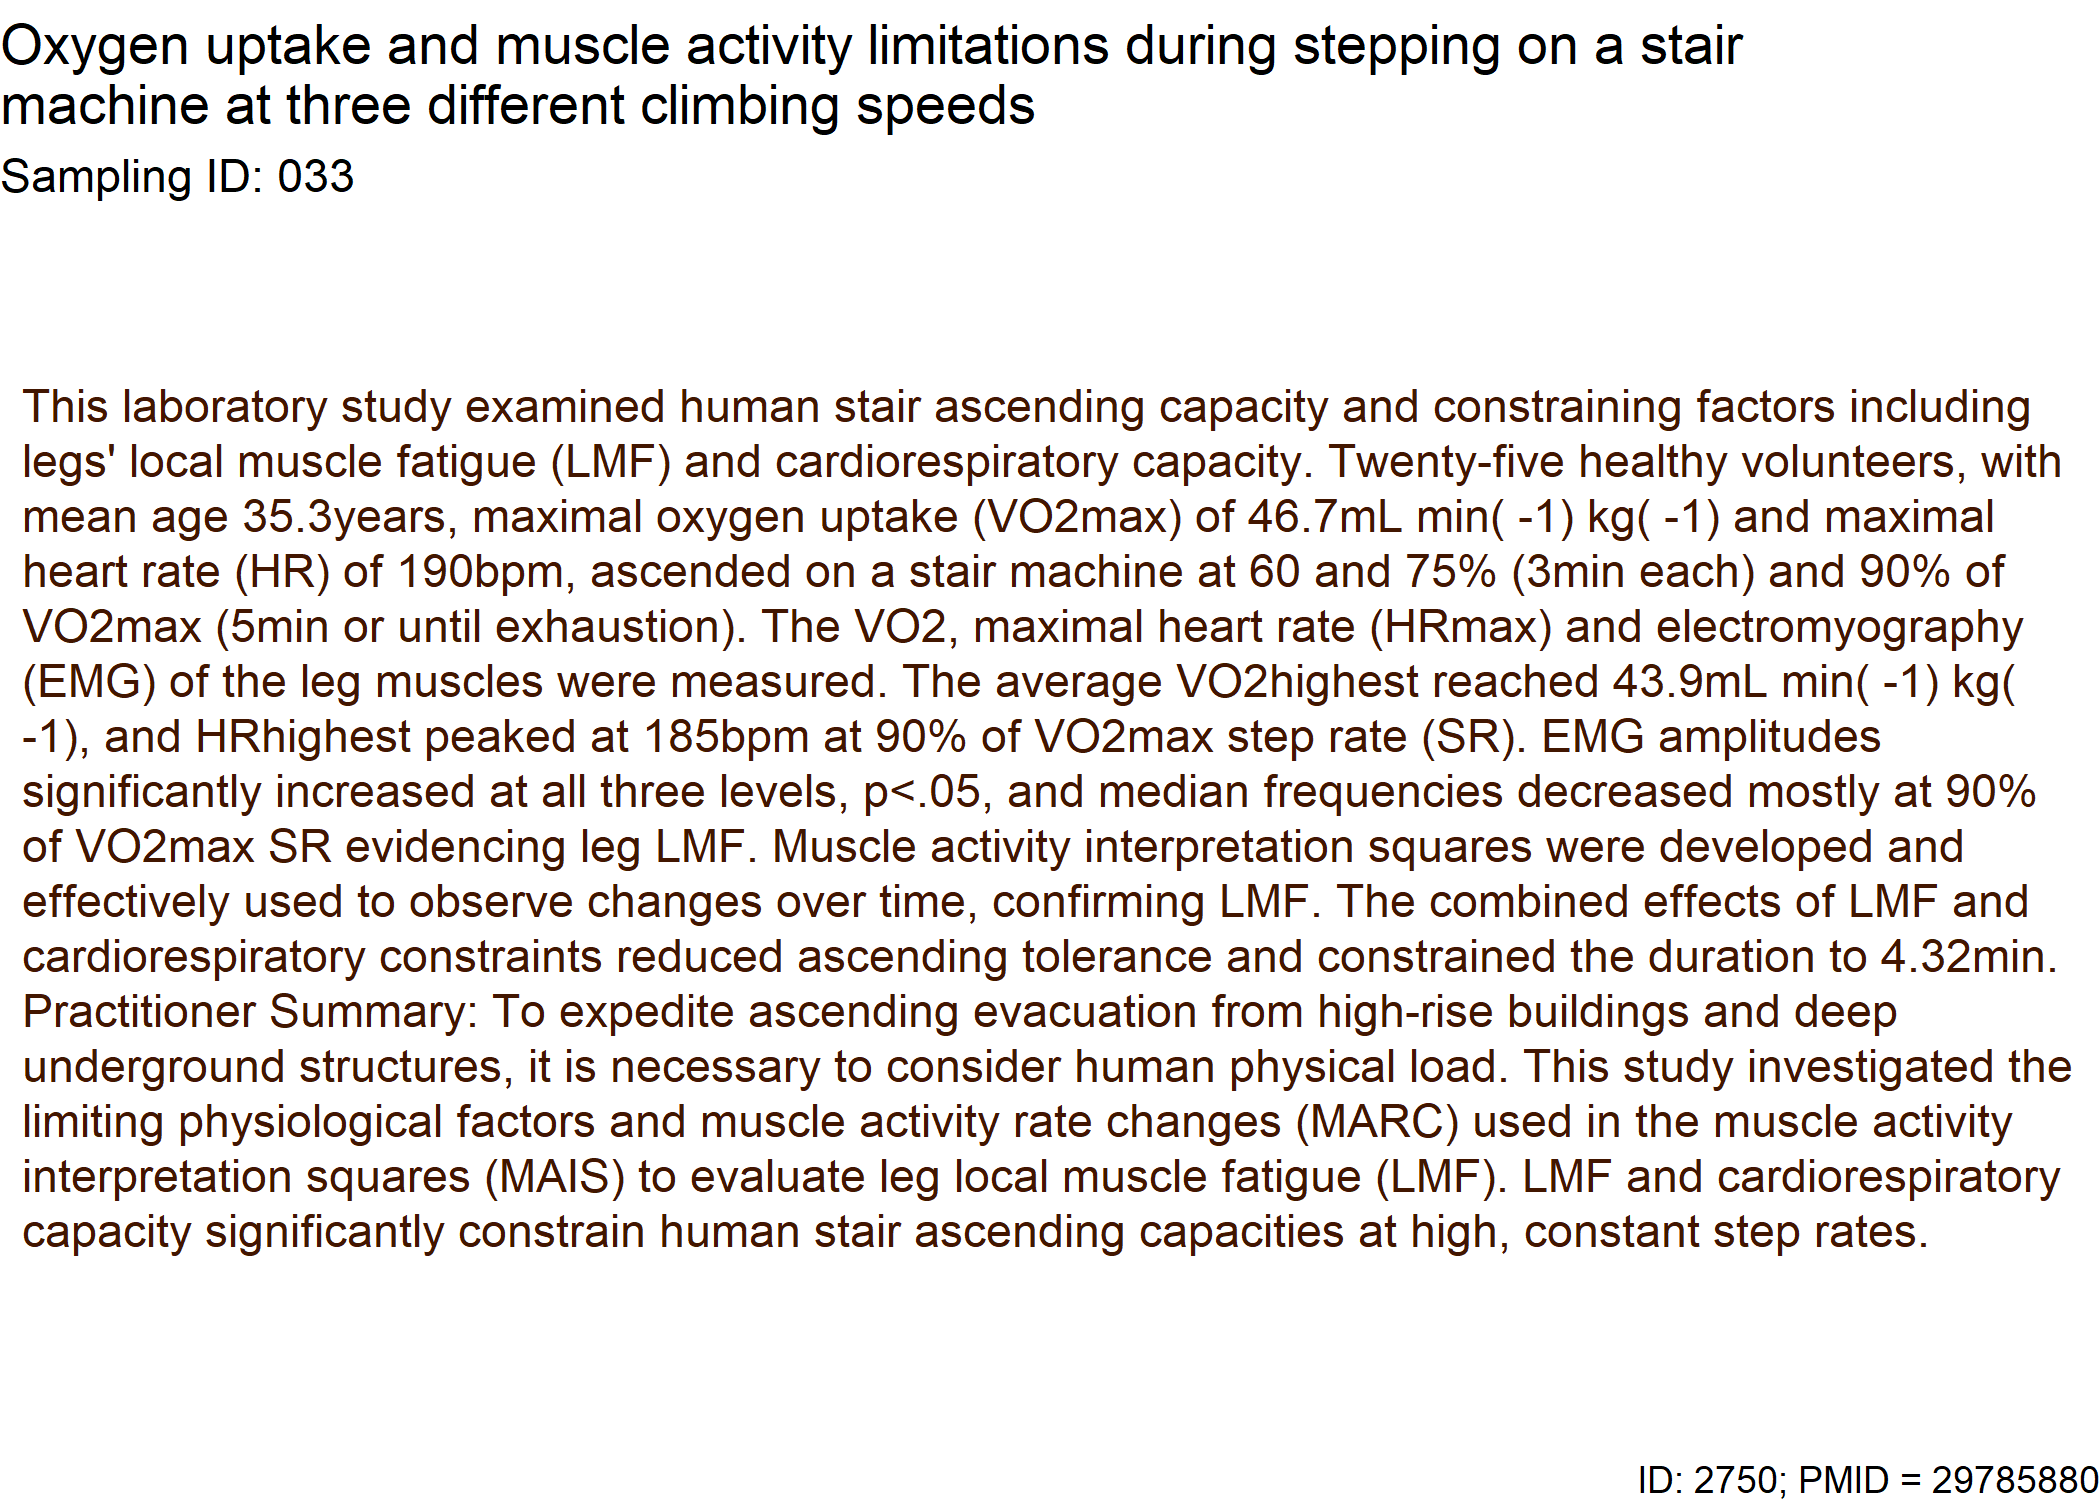 Oxygen uptake and muscle activity limitations during stepping on a stair
machine at three different climbing speeds
Sampling ID: 033
This laboratory study examined human stair ascending capacity and constraining factors including
legs' local muscle fatigue (LMF) and cardiorespiratory capacity. Twenty-five healthy volunteers, with
mean age 35.3years, maximal oxygen uptake (VO2max) of 46.7mL min( -1) kg( -1) and maximal
heart rate (HR) of 190bpm, ascended on a stair machine at 60 and 75% (3min each) and 90% of
VO2max (5min or until exhaustion). The VO2, maximal heart rate (HRmax) and electromyography
(EMG) of the leg muscles were measured. The average VO2highest reached 43.9mL min( -1) kg(
-1), and HRhighest peaked at 185bpm at 90% of VO2max step rate (SR). EMG amplitudes
significantly increased at all three levels, p<.05, and median frequencies decreased mostly at 90%
of VO2max SR evidencing leg LMF. Muscle activity interpretation squares were developed and
effectively used to observe changes over time, confirming LMF. The combined effects of LMF and
cardiorespiratory constraints reduced ascending tolerance and constrained the duration to 4.32min.
Practitioner Summary: To expedite ascending evacuation from high-rise buildings and deep
underground structures, it is necessary to consider human physical load. This study investigated the
limiting physiological factors and muscle activity rate changes (MARC) used in the muscle activity
interpretation squares (MAIS) to evaluate leg local muscle fatigue (LMF). LMF and cardiorespiratory
capacity significantly constrain human stair ascending capacities at high, constant step rates.
ID: 2750; PMID = 29785880